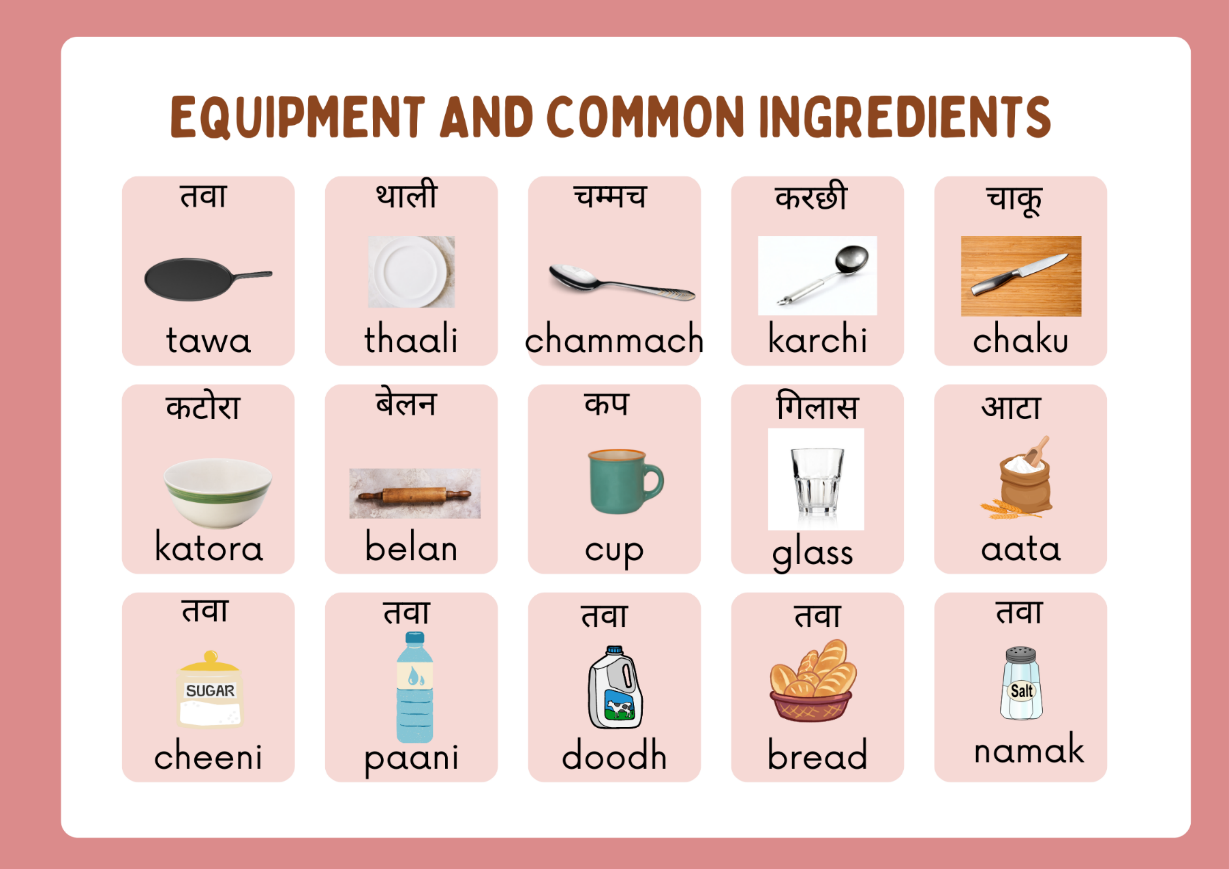 EQUIPMENT AND COMMON INGREDIENTS
तवा
tawa
थाली
thaali
चम्मच
chammach
करछी
karchi
चाकू
chaku
कटोरा
katora
बेलन
belan
कप
cup
गिलास
glass
आटा
aata
तवा
SUGAR
cheeni
तवा
paani
तवा
doodh
तवा
bread
तवा
Salt
namak